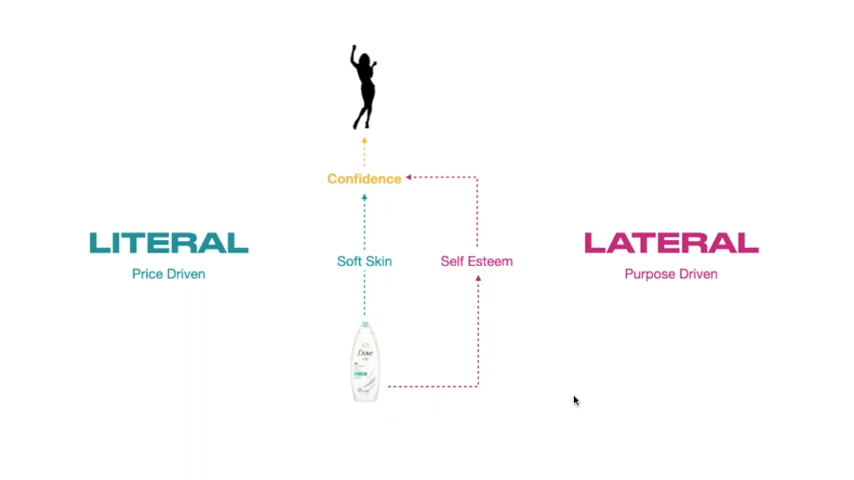 Confidence
LITERAL
Price Driven
Soft Skin
Self Esteem
LATERAL
Purpose Driven
Dove